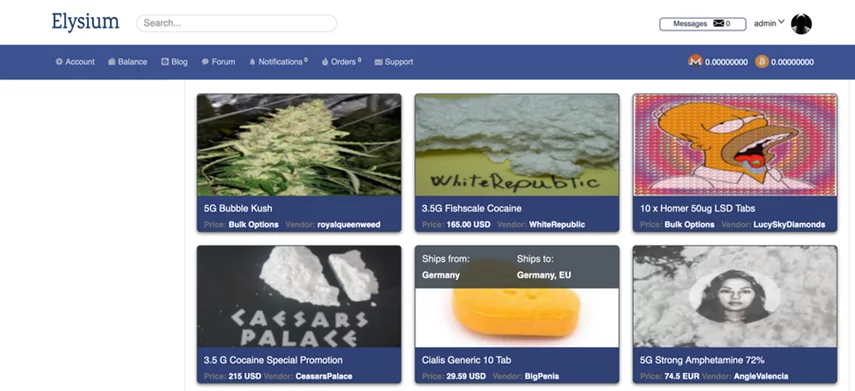 Elysium
Search...
Messages 0
admin
Account Balance Blog Forum Notifications 0 Orders 0 Support 0.00000000 0.00000000
WhiteRepublic
5G Bubble Kush
Price: Bulk Options Vendor: royalqueenweed
3.5G Fishscale Cocaine
Price: 165.00 USD Vendor: WhiteRepublic
10 x Homer 50ug LSD Tabs
Price: Bulk Options Vendor: LucySkyDiamonds
CAESARS
PALACE
3.5 G Cocaine Special Promotion
Price: 215 USD Vendor: CeasarsPalace
Ships from: Ships to:
Germany Germany, EU
Cialis Generic 10 Tab
Price: 29.59 USD Vendor: BigPenis
5G Strong Amphetamine 72%
Price: 74.5 EUR Vendor: AngieValencia